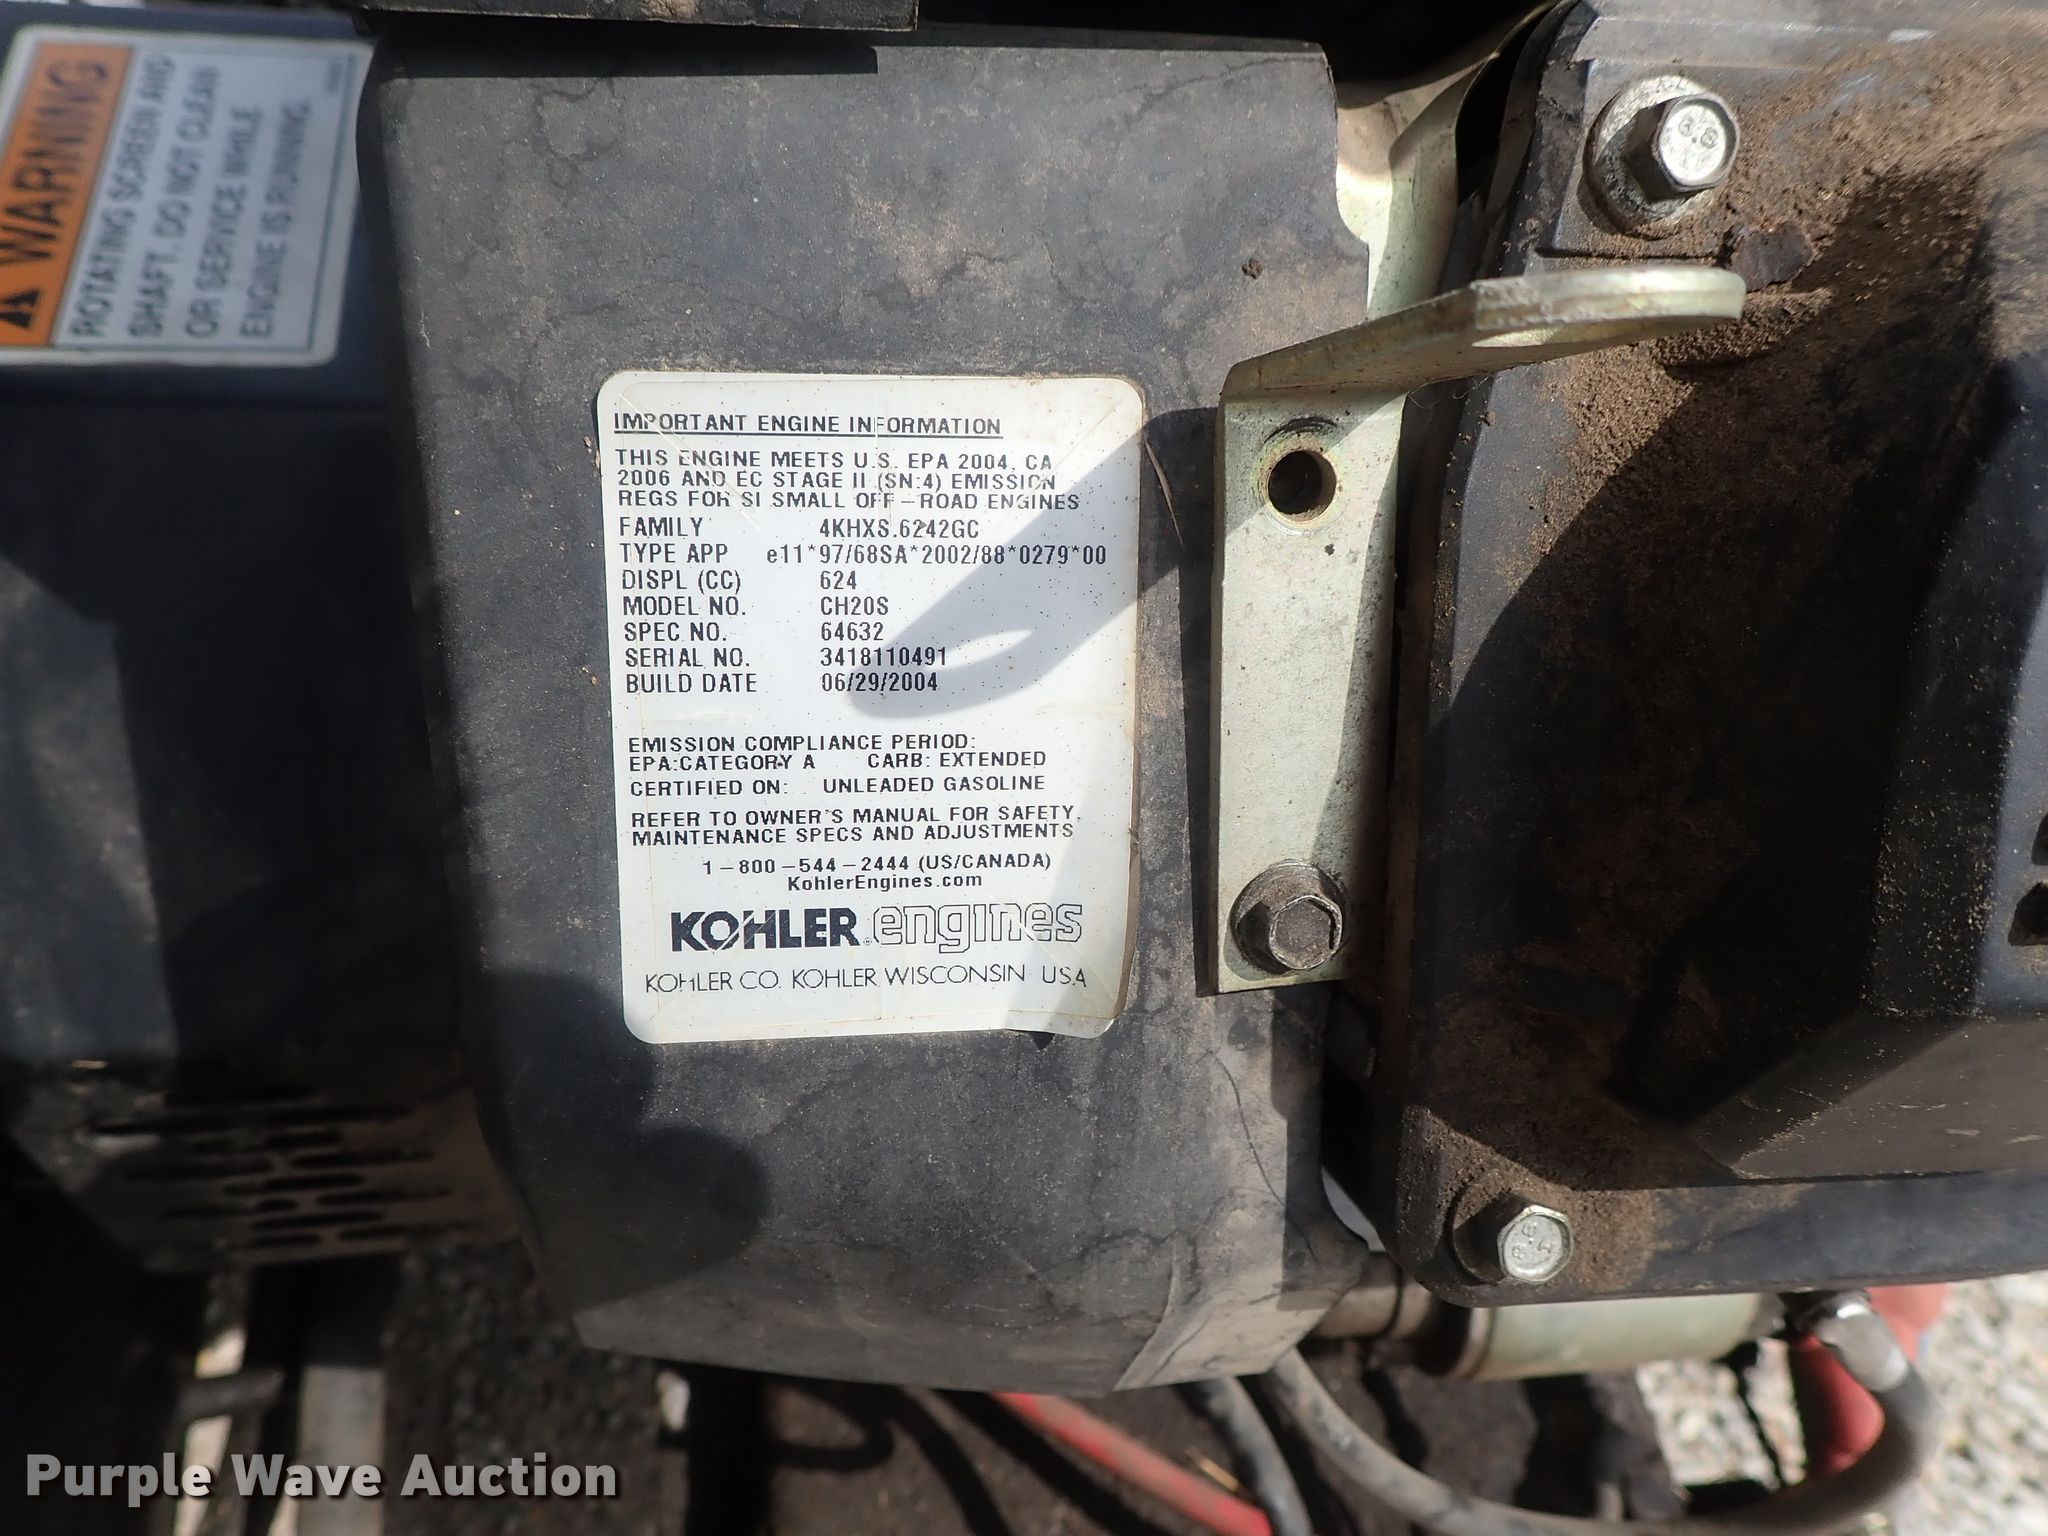 WARNING
ROTATING SCREEN AND
SHAFT. DO NOT CLEAN
OR SERVICE WHILE
ENGINE IS RUNNING.
IMPORTANT ENGINE INFORMATION
THIS ENGINE MEETS U.S. EPA 2004, CA
2006 AND EC STAGE II (SN:4) EMISSION
REGS FOR SI SMALL OFF-ROAD ENGINES
FAMILY 4KHXS.6242GC
TYPE APP e11*97/68SA*2002/88*0279*00
DISPL (CC) 624
MODEL NO. CH20S
SPEC NO. 64632
SERIAL NO. 3418110491
BUILD DATE 06/29/2004
EMISSION COMPLIANCE PERIOD:
EPA:CATEGORY A CARB: EXTENDED
CERTIFIED ON: UNLEADED GASOLINE
REFER TO OWNER'S MANUAL FOR SAFETY,
MAINTENANCE SPECS AND ADJUSTMENTS
1-800-544-2444 (US/CANADA)
KohlerEngines.com
KOHLER® engines
KOHLER CO. KOHLER WISCONSIN USA
Purple Wave Auction